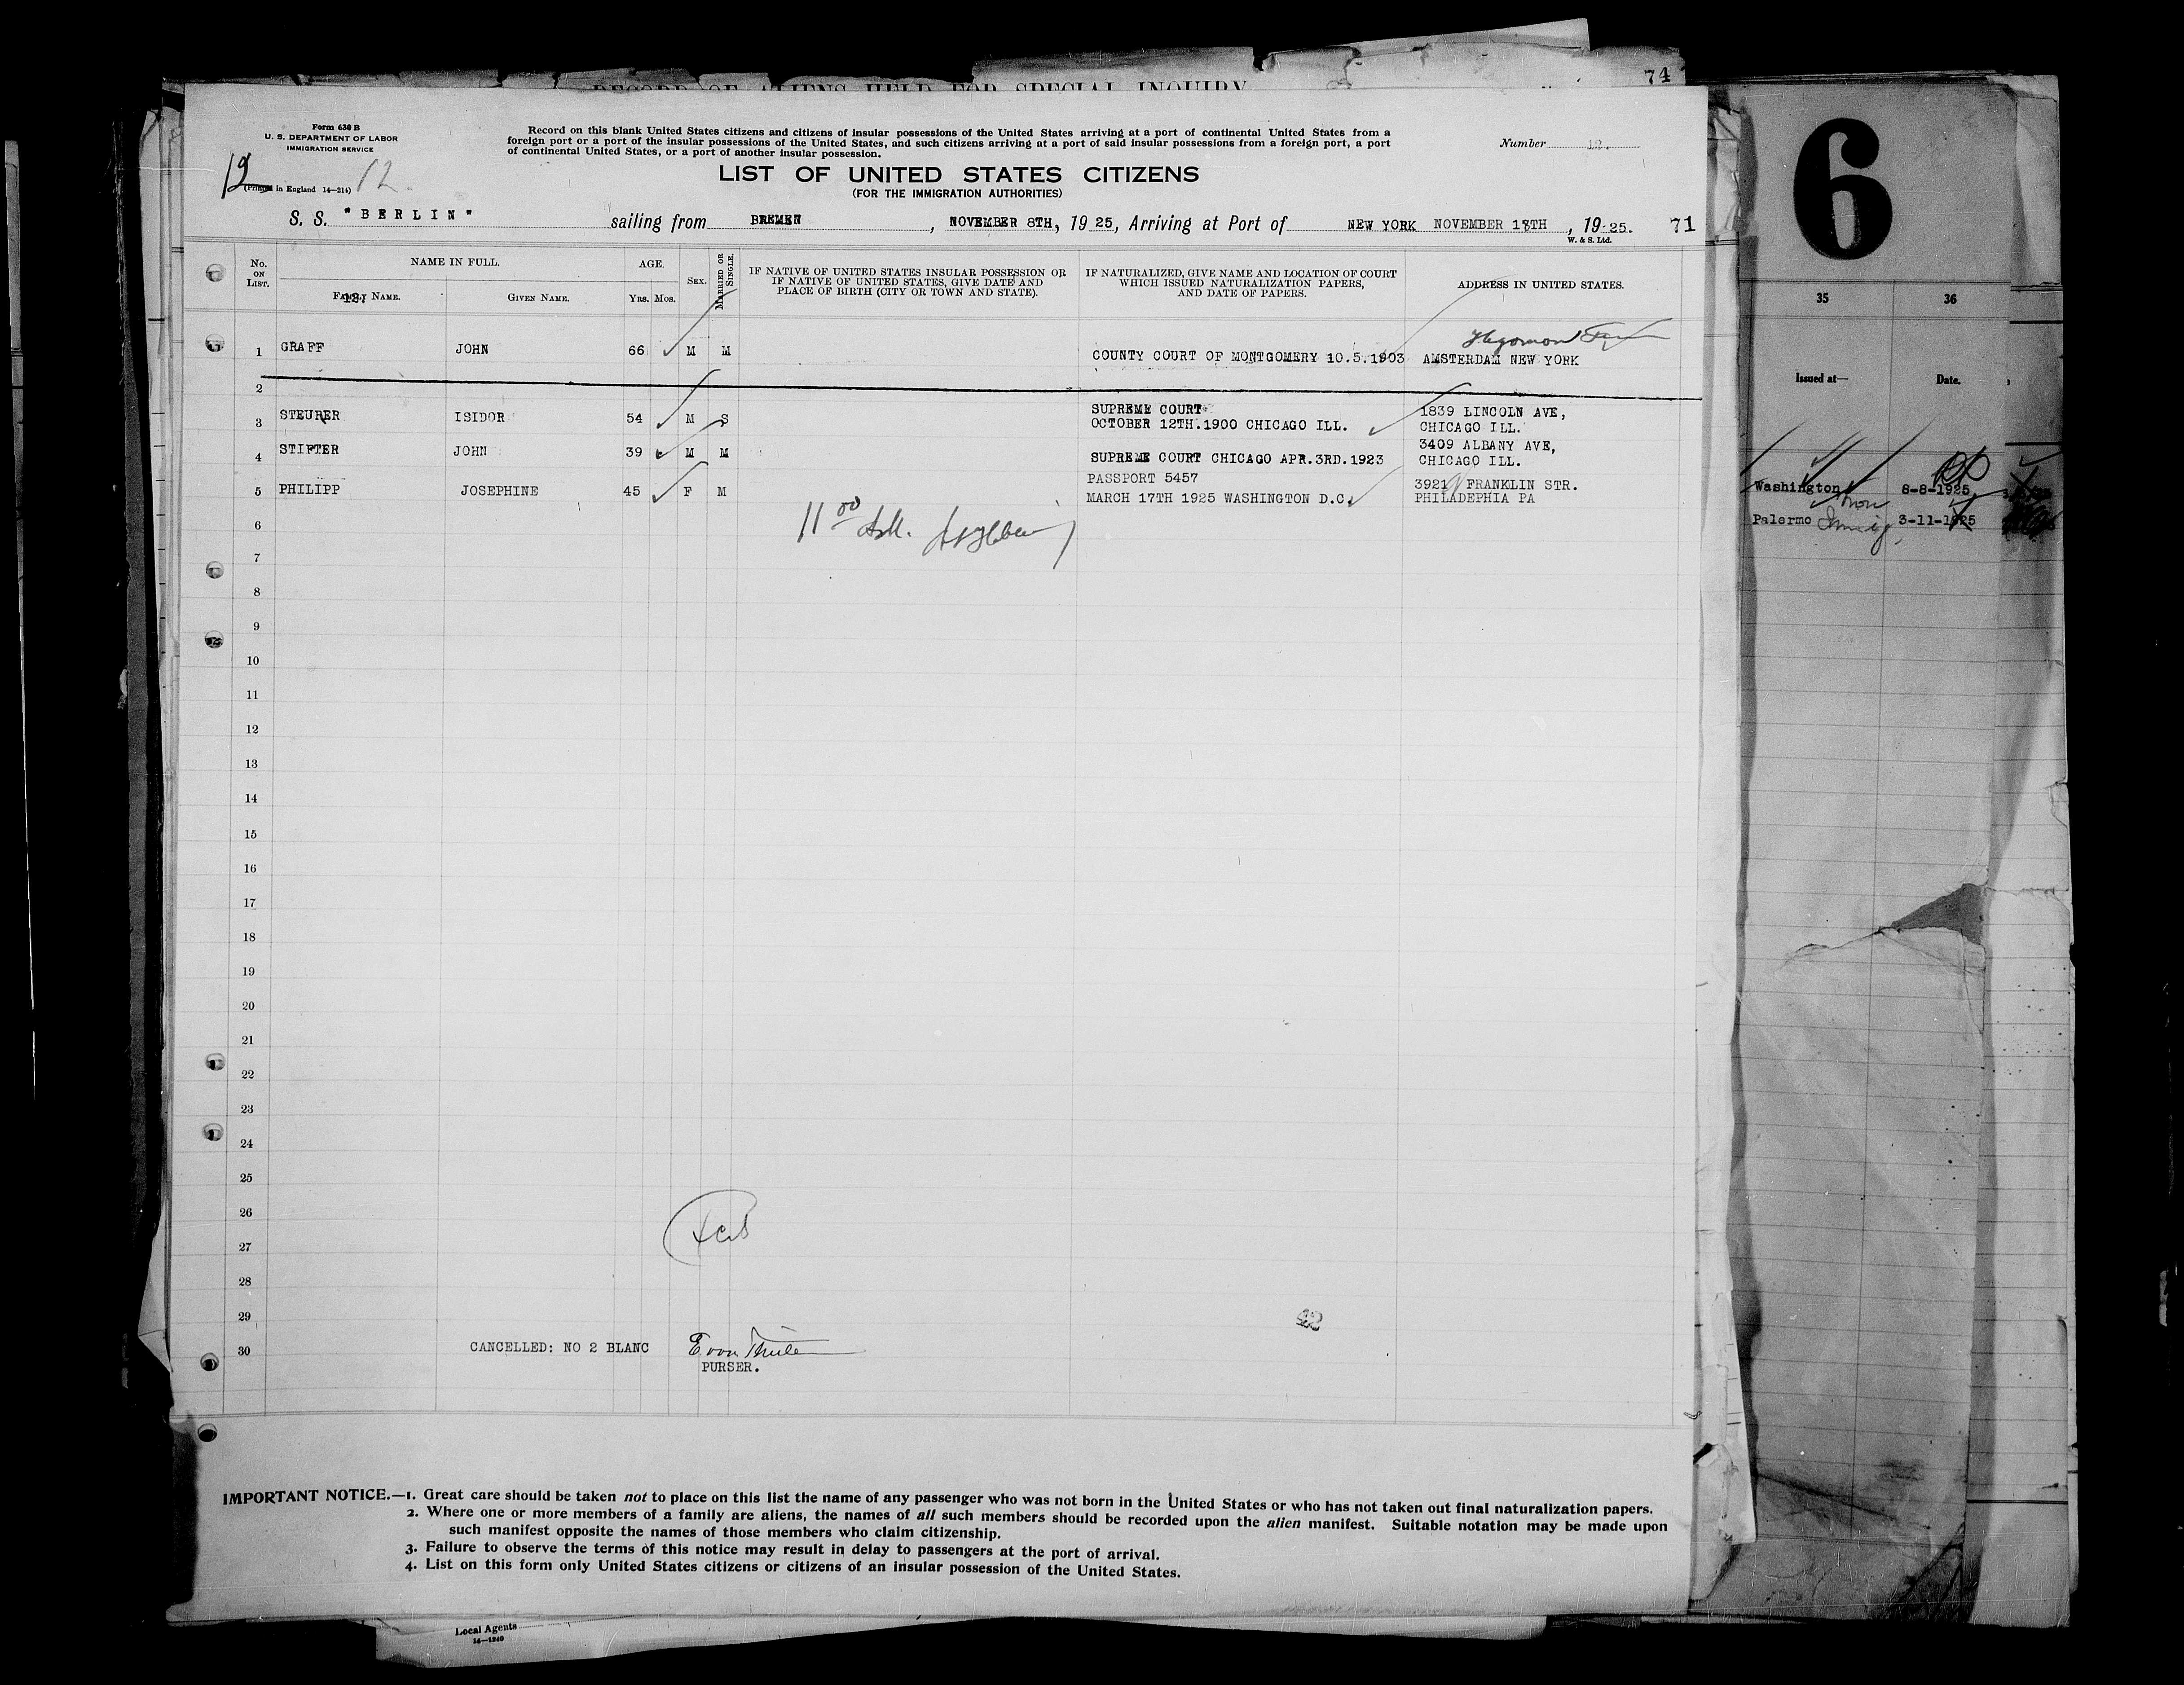 RECORD OF ALIENS HELD FOR SPECIAL INQUIRY
74
Form 630 B
U. S. DEPARTMENT OF LABOR
IMMIGRATION SERVICE
(Printed in England 14—214)
12
Record on this blank United States citizens and citizens of insular possessions of the United States arriving at a port of continental United States from a
foreign port or a port of the insular possessions of the United States, and such citizens arriving at a port of said insular possessions from a foreign port, a port
of continental United States, or a port of another insular possession.
Number 12.
LIST OF UNITED STATES CITIZENS
(FOR THE IMMIGRATION AUTHORITIES)
S. S. "BERLIN" sailing from BREMEN, NOVEMBER 8TH, 1925, Arriving at Port of NEW YORK NOVEMBER 17TH, 19 25. 71
W. & S. Ltd.
No. ON LIST.
NAME IN FULL.
FAMILY NAME.
GIVEN NAME.
AGE.
YRS. MOS.
SEX.
MARRIED OR SINGLE.
IF NATIVE OF UNITED STATES INSULAR POSSESSION OR
IF NATIVE OF UNITED STATES, GIVE DATE AND
PLACE OF BIRTH (CITY OR TOWN AND STATE).
IF NATURALIZED, GIVE NAME AND LOCATION OF COURT
WHICH ISSUED NATURALIZATION PAPERS,
AND DATE OF PAPERS.
ADDRESS IN UNITED STATES.
1 GRAFF JOHN 66 M M COUNTY COURT OF MONTGOMERY 10.5.1903 AMSTERDAM NEW YORK
2
3 STEURER ISIDOR 54 M S SUPREME COURT
OCTOBER 12TH.1900 CHICAGO ILL.
1839 LINCOLN AVE,
CHICAGO ILL.
4 STIFTER JOHN 39 M M SUPREME COURT CHICAGO APR.3RD.1923
3409 ALBANY AVE,
CHICAGO ILL.
5 PHILIPP JOSEPHINE 45 F M PASSPORT 5457
MARCH 17TH 1925 WASHINGTON D.C.
3921 FRANKLIN STR.
PHILADEPHIA PA
6
7
8
9
10
11
12
13
14
15
16
17
18
19
20
21
22
23
24
25
26
27
28
29
42
30
CANCELLED: NO 2 BLANC
PURSER.
IMPORTANT NOTICE.—1. Great care should be taken not to place on this list the name of any passenger who was not born in the United States or who has not taken out final naturalization papers.
2. Where one or more members of a family are aliens, the names of all such members should be recorded upon the alien manifest. Suitable notation may be made upon
such manifest opposite the names of those members who claim citizenship.
3. Failure to observe the terms of this notice may result in delay to passengers at the port of arrival.
4. List on this form only United States citizens or citizens of an insular possession of the United States.
Local Agents
14—1240
6
35 36
Issued at— Date.
Washington 8-8-1925
Palermo 3-11-1925